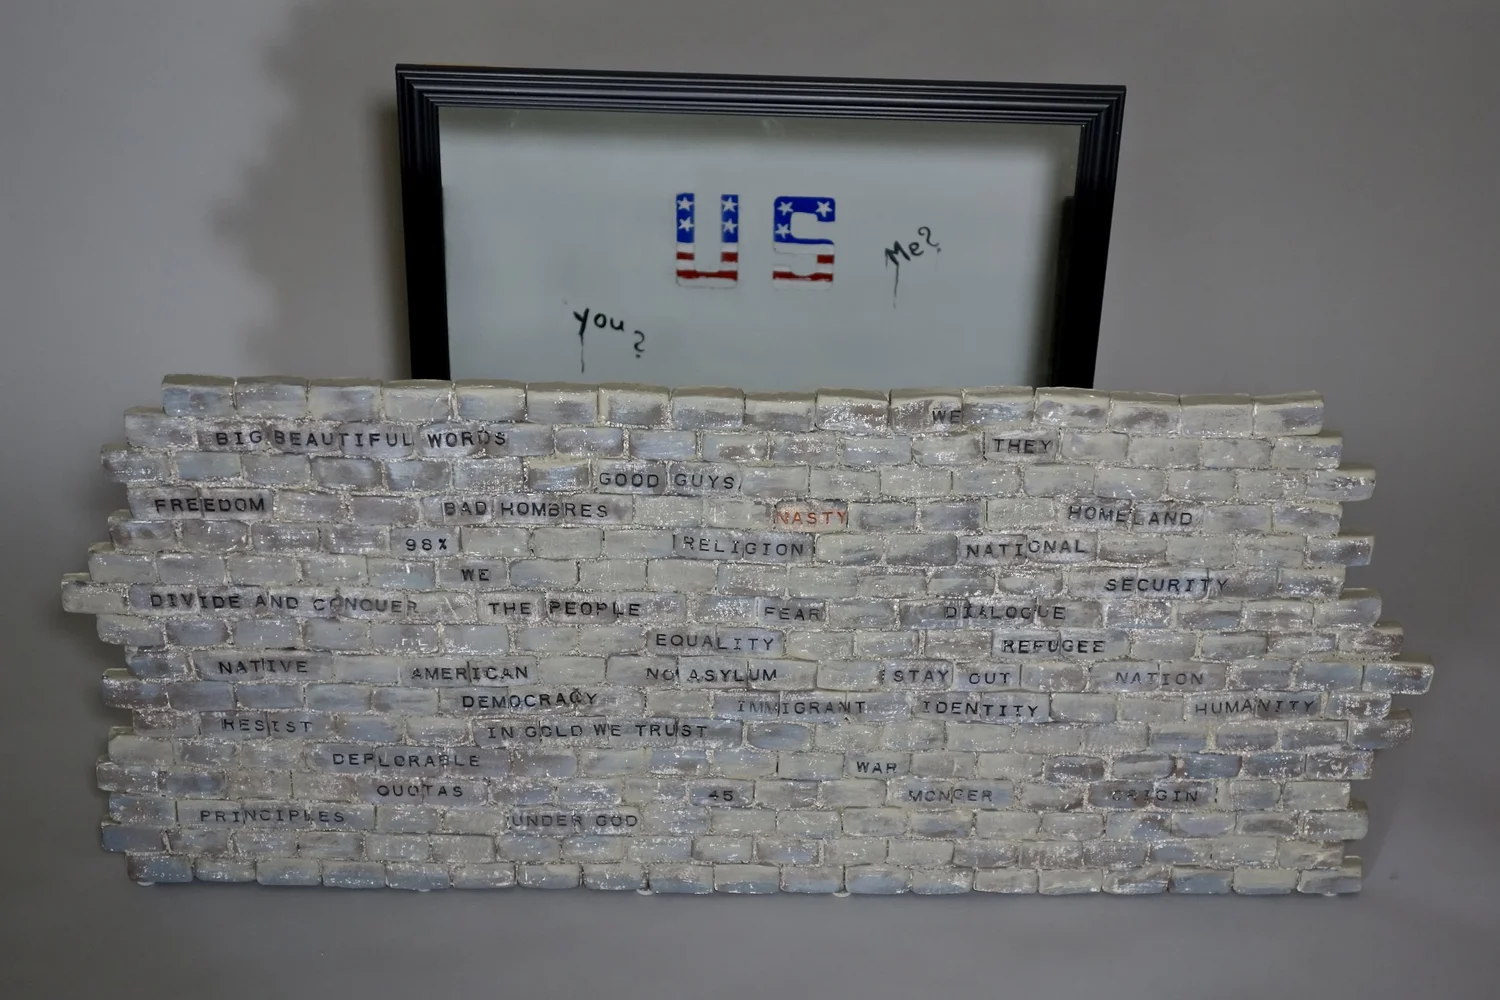 US
Me?
you?
WE
BIG BEAUTIFUL WORDS
THEY
GOOD GUYS
FREEDOM BAD HOMBRES NASTY HOMELAND
98% RELIGION NATIONAL
WE
SECURITY
DIVIDE AND CONQUER THE PEOPLE FEAR DIALOGUE
EQUALITY REFUGEE
NATIVE AMERICAN NO ASYLUM STAY OUT NATION
DEMOCRACY IMMIGRANT IDENTITY HUMANITY
RESIST IN GOLD WE TRUST
DEPLORABLE WAR
QUOTAS 45 MONGER ORIGIN
PRINCIPLES UNDER GOD